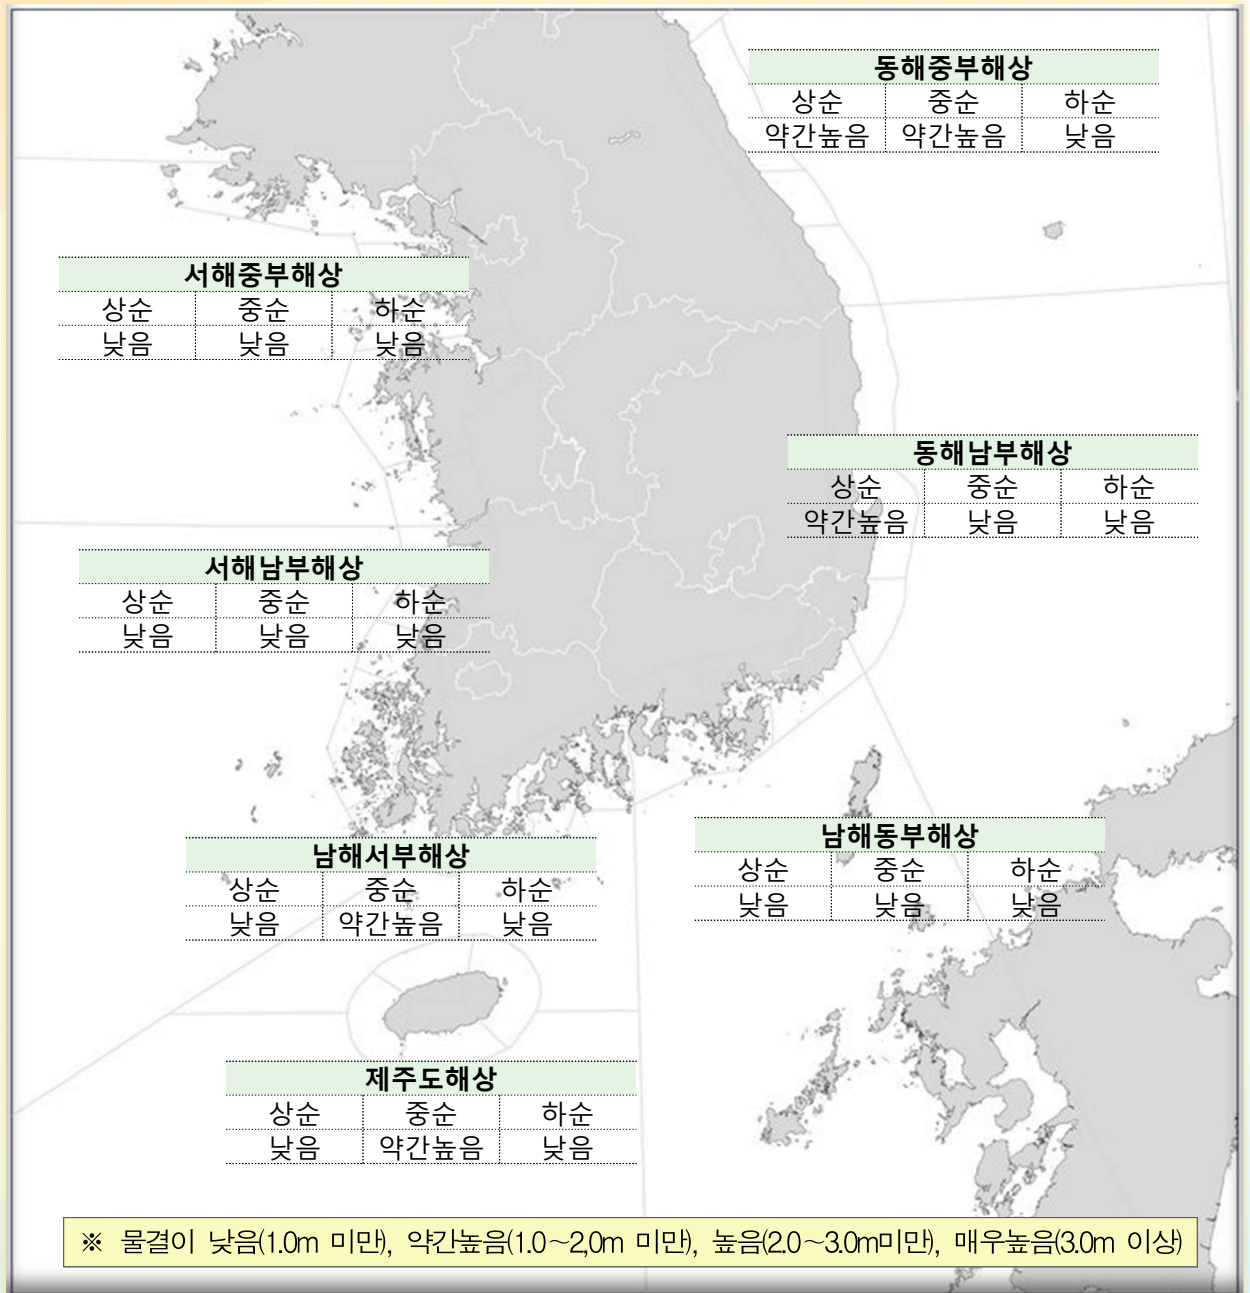 동해중부해상
상순 중순 하순
약간높음 약간높음 낮음
서해중부해상
상순 중순 하순
낮음 낮음 낮음
동해남부해상
상순 중순 하순
약간높음 낮음 낮음
서해남부해상
상순 중순 하순
낮음 낮음 낮음
남해동부해상
상순 중순 하순
낮음 낮음 낮음
남해서부해상
상순 중순 하순
낮음 약간높음 낮음
제주도해상
상순 중순 하순
낮음 약간높음 낮음
※ 물결이 낮음(1.0m 미만), 약간높음(1.0~2,0m 미만), 높음(2.0~3.0m미만), 매우높음(3.0m 이상)